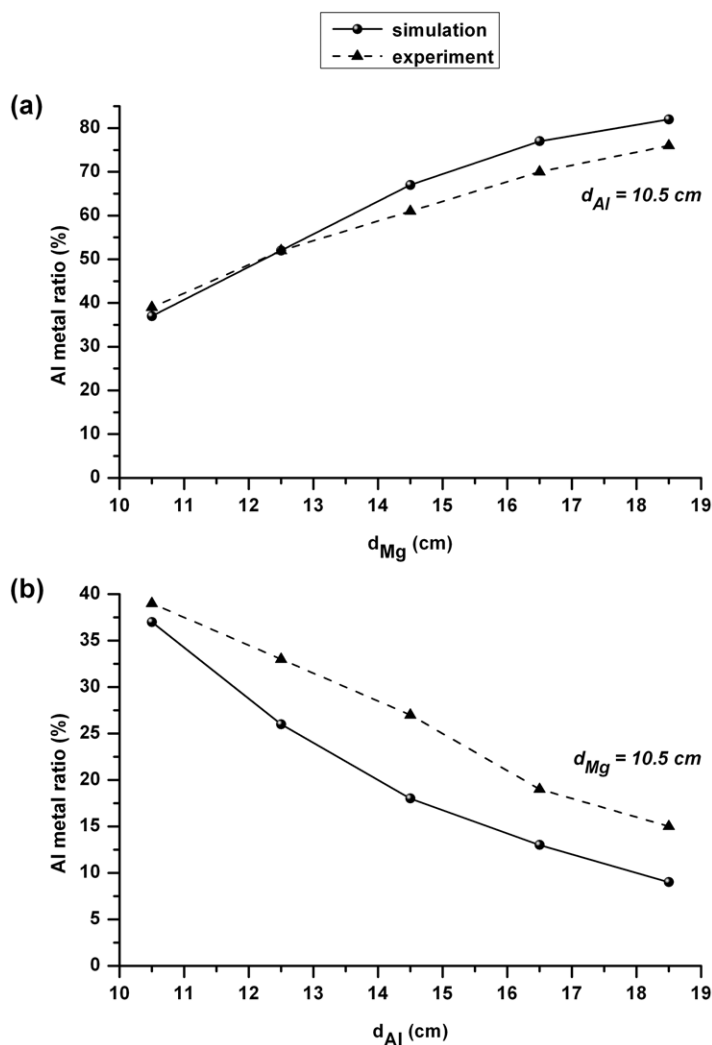 simulation
experiment
(a)
Al metal ratio (%)
80
70
60
50
40
30
20
10
0
d_Al = 10.5 cm
10 11 12 13 14 15 16 17 18 19
d_Mg (cm)
(b)
Al metal ratio (%)
40
35
30
25
20
15
10
5
0
d_Mg = 10.5 cm
10 11 12 13 14 15 16 17 18 19
d_Al (cm)